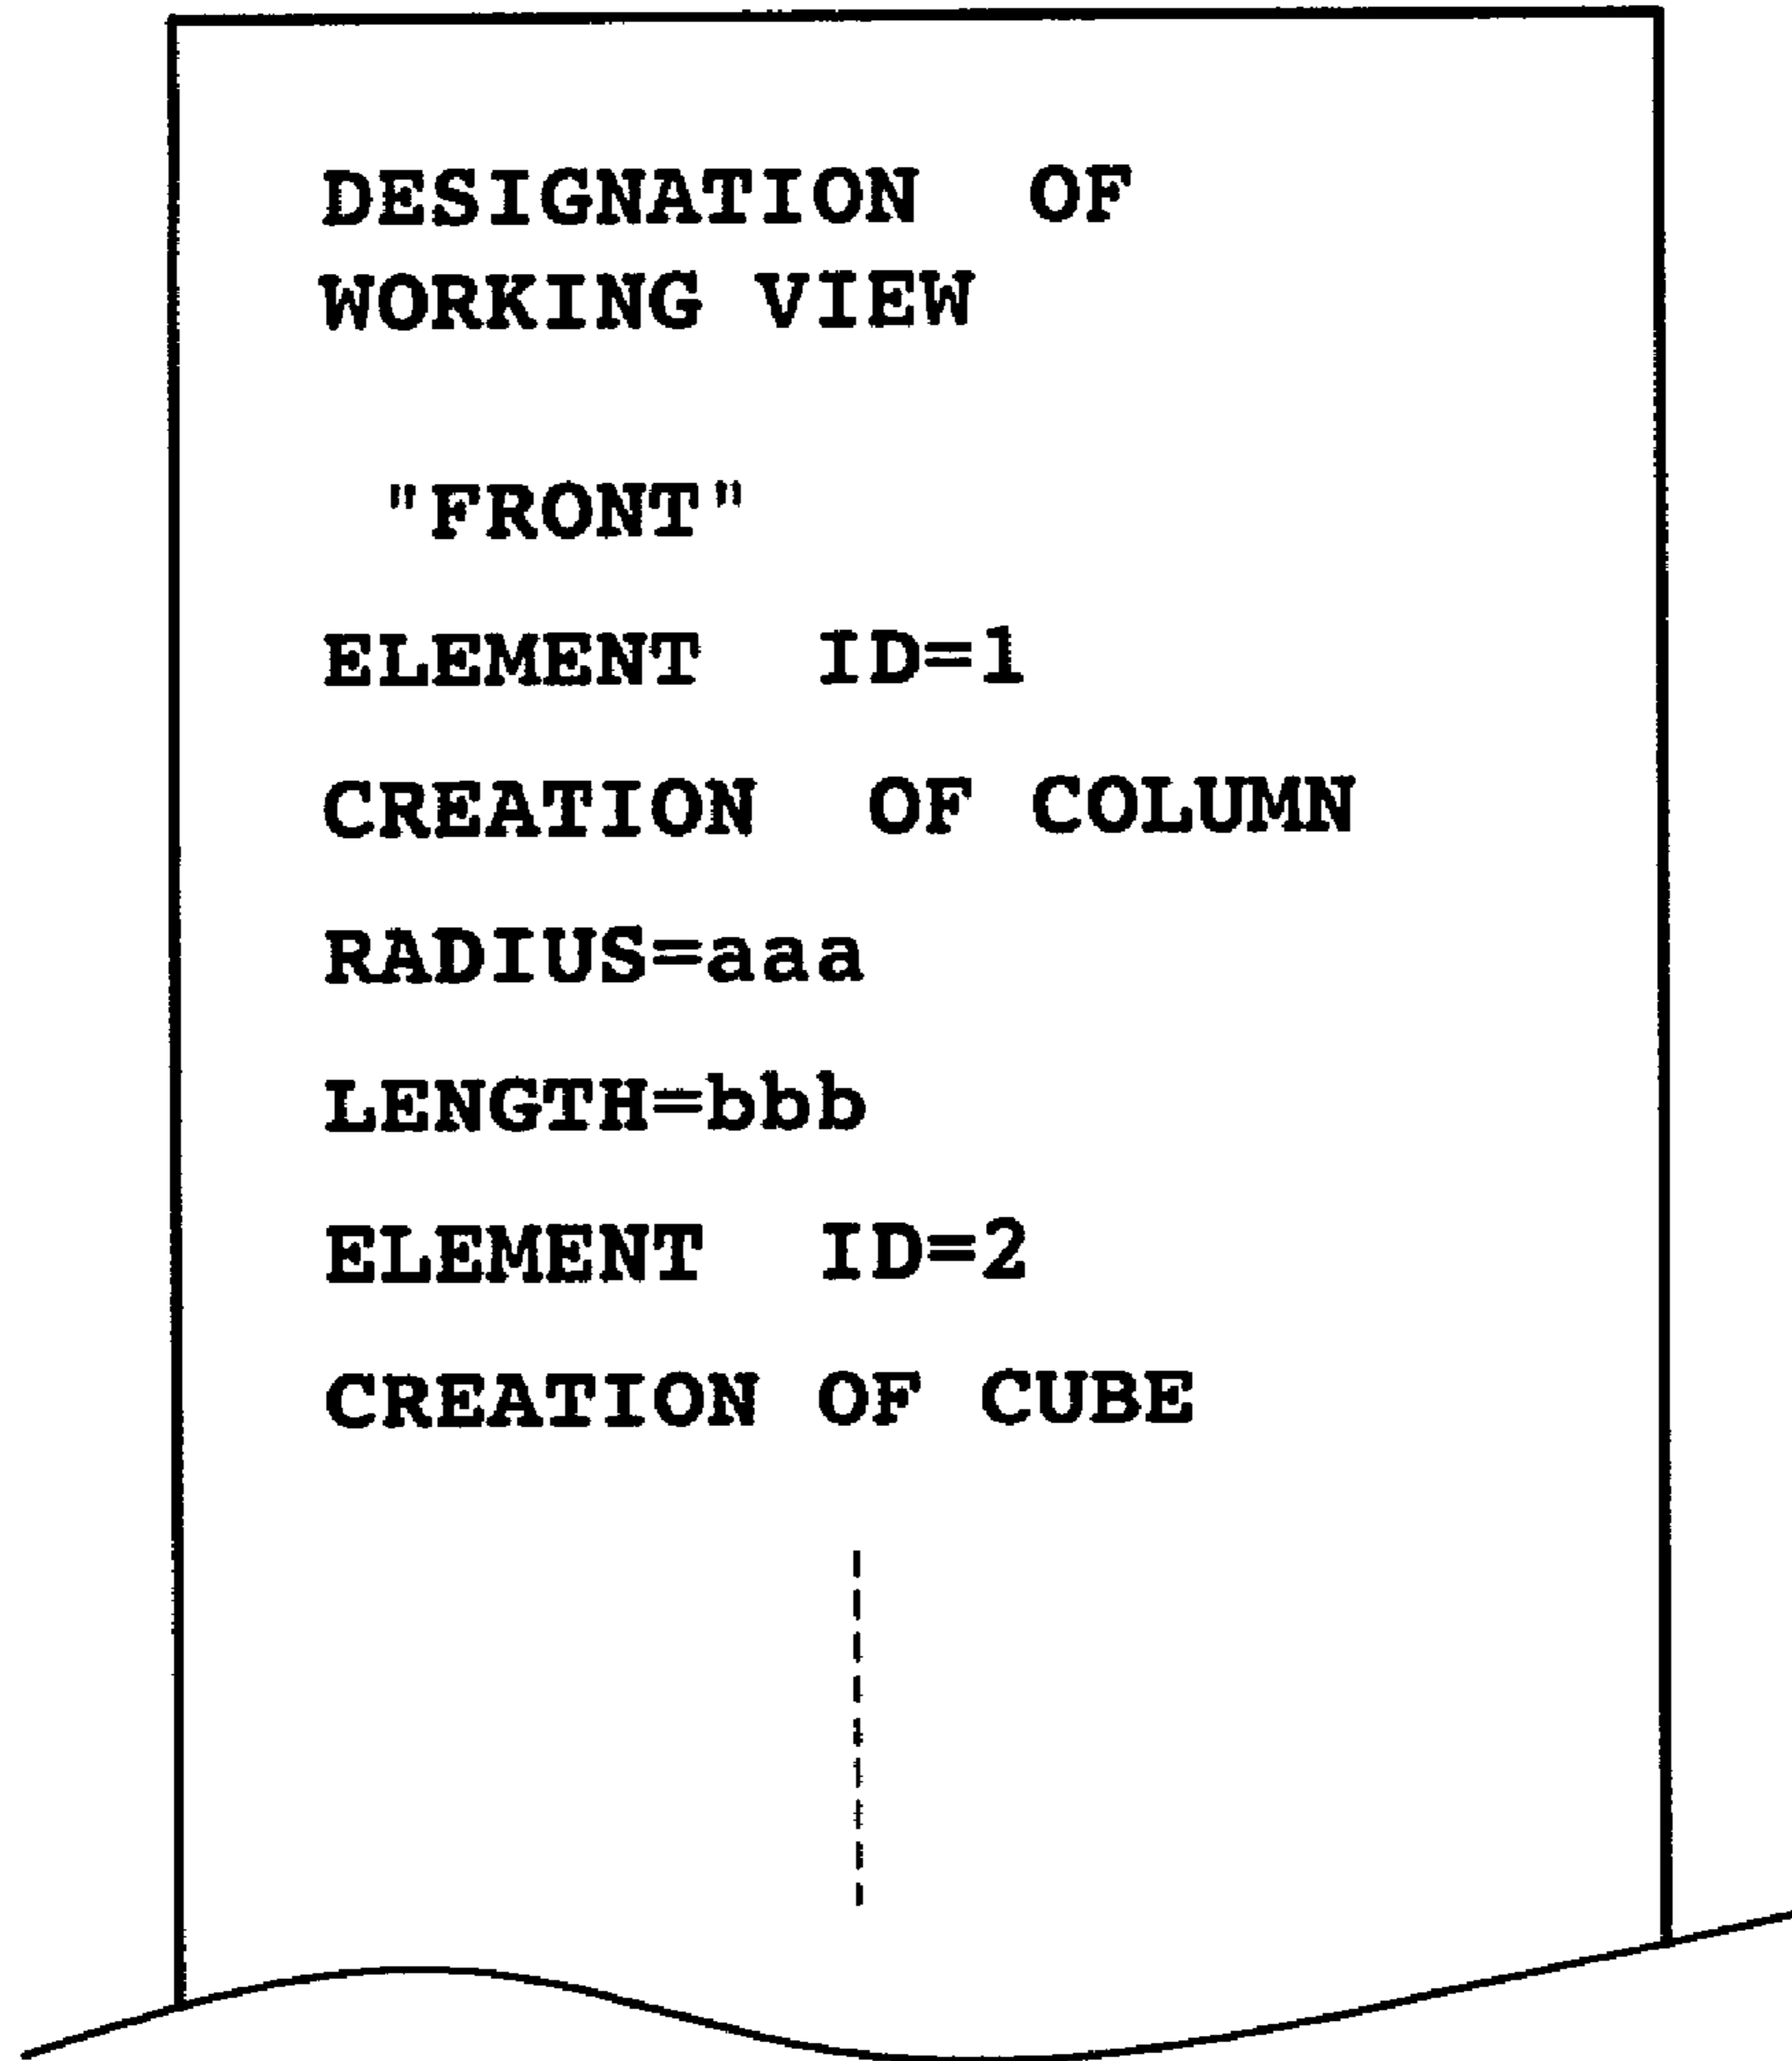 DESIGNATION OF
WORKING VIEW
"FRONT"
ELEMENT ID=1
CREATION OF COLUMN
RADIUS=aaa
LENGTH=bbb
ELEMENT ID=2
CREATION OF CUBE